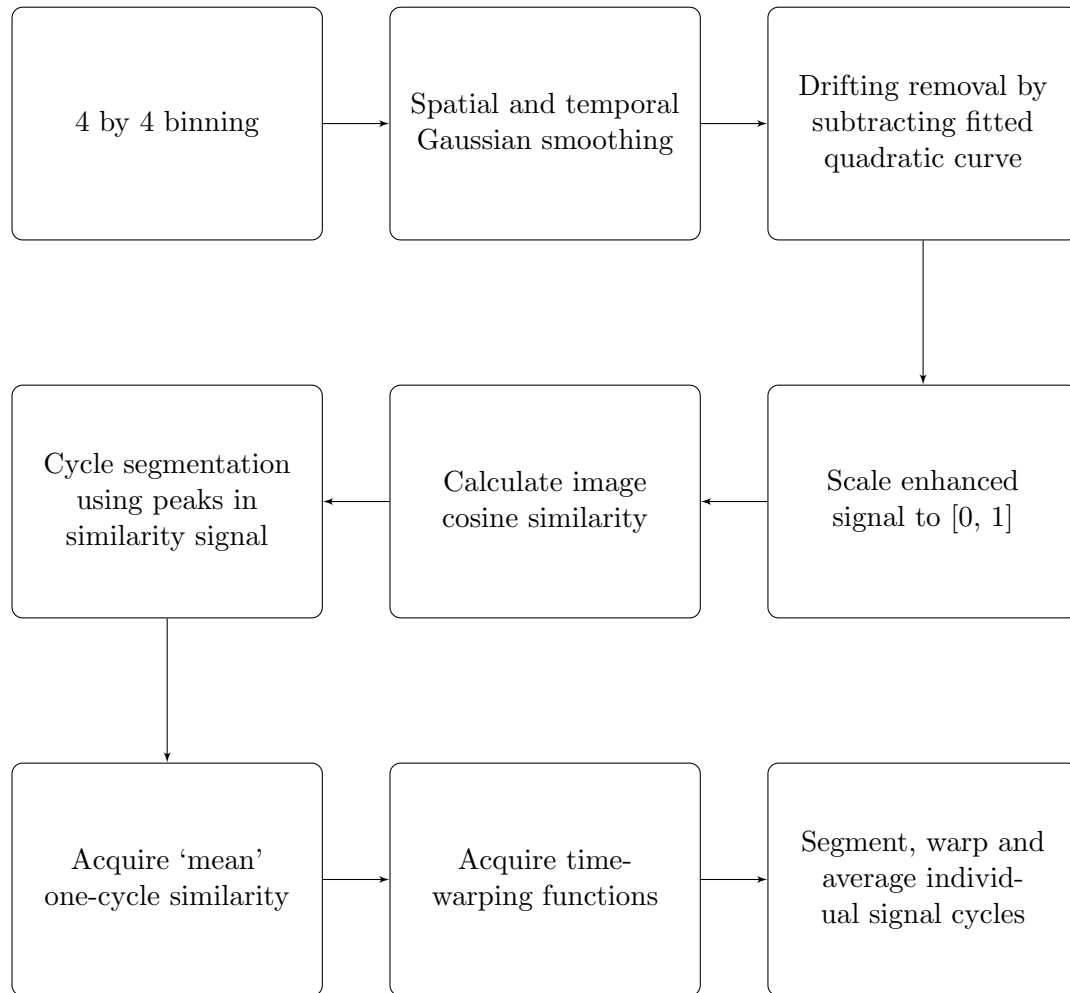 4 by 4 binning
Spatial and temporal
Gaussian smoothing
Drifting removal by
subtracting fitted
quadratic curve
Cycle segmentation
using peaks in
similarity signal
Calculate image
cosine similarity
Scale enhanced
signal to [0, 1]
Acquire ‘mean’
one-cycle similarity
Acquire time-
warping functions
Segment, warp and
average individ-
ual signal cycles